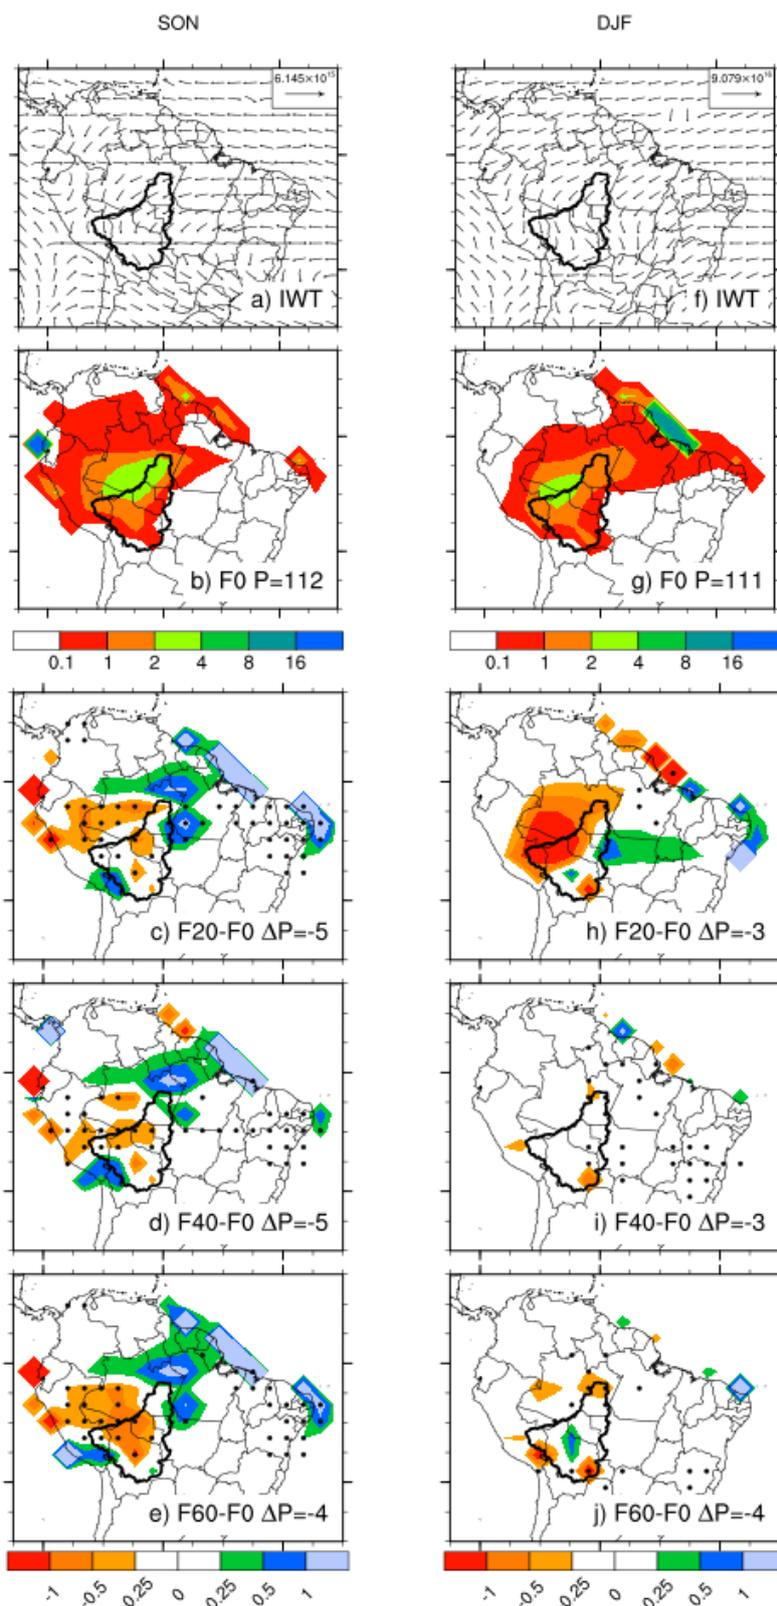 SON
DJF
6.145×10¹⁵
9.079×10¹⁶
a) IWT
f) IWT
b) F0 P=112
g) F0 P=111
0.1 1 2 4 8 16
0.1 1 2 4 8 16
c) F20-F0 ΔP=-5
h) F20-F0 ΔP=-3
d) F40-F0 ΔP=-5
i) F40-F0 ΔP=-3
e) F60-F0 ΔP=-4
j) F60-F0 ΔP=-4
-1 -0.5 0.25 0 0.25 0.5 1
-1 -0.5 0.25 0 0.25 0.5 1